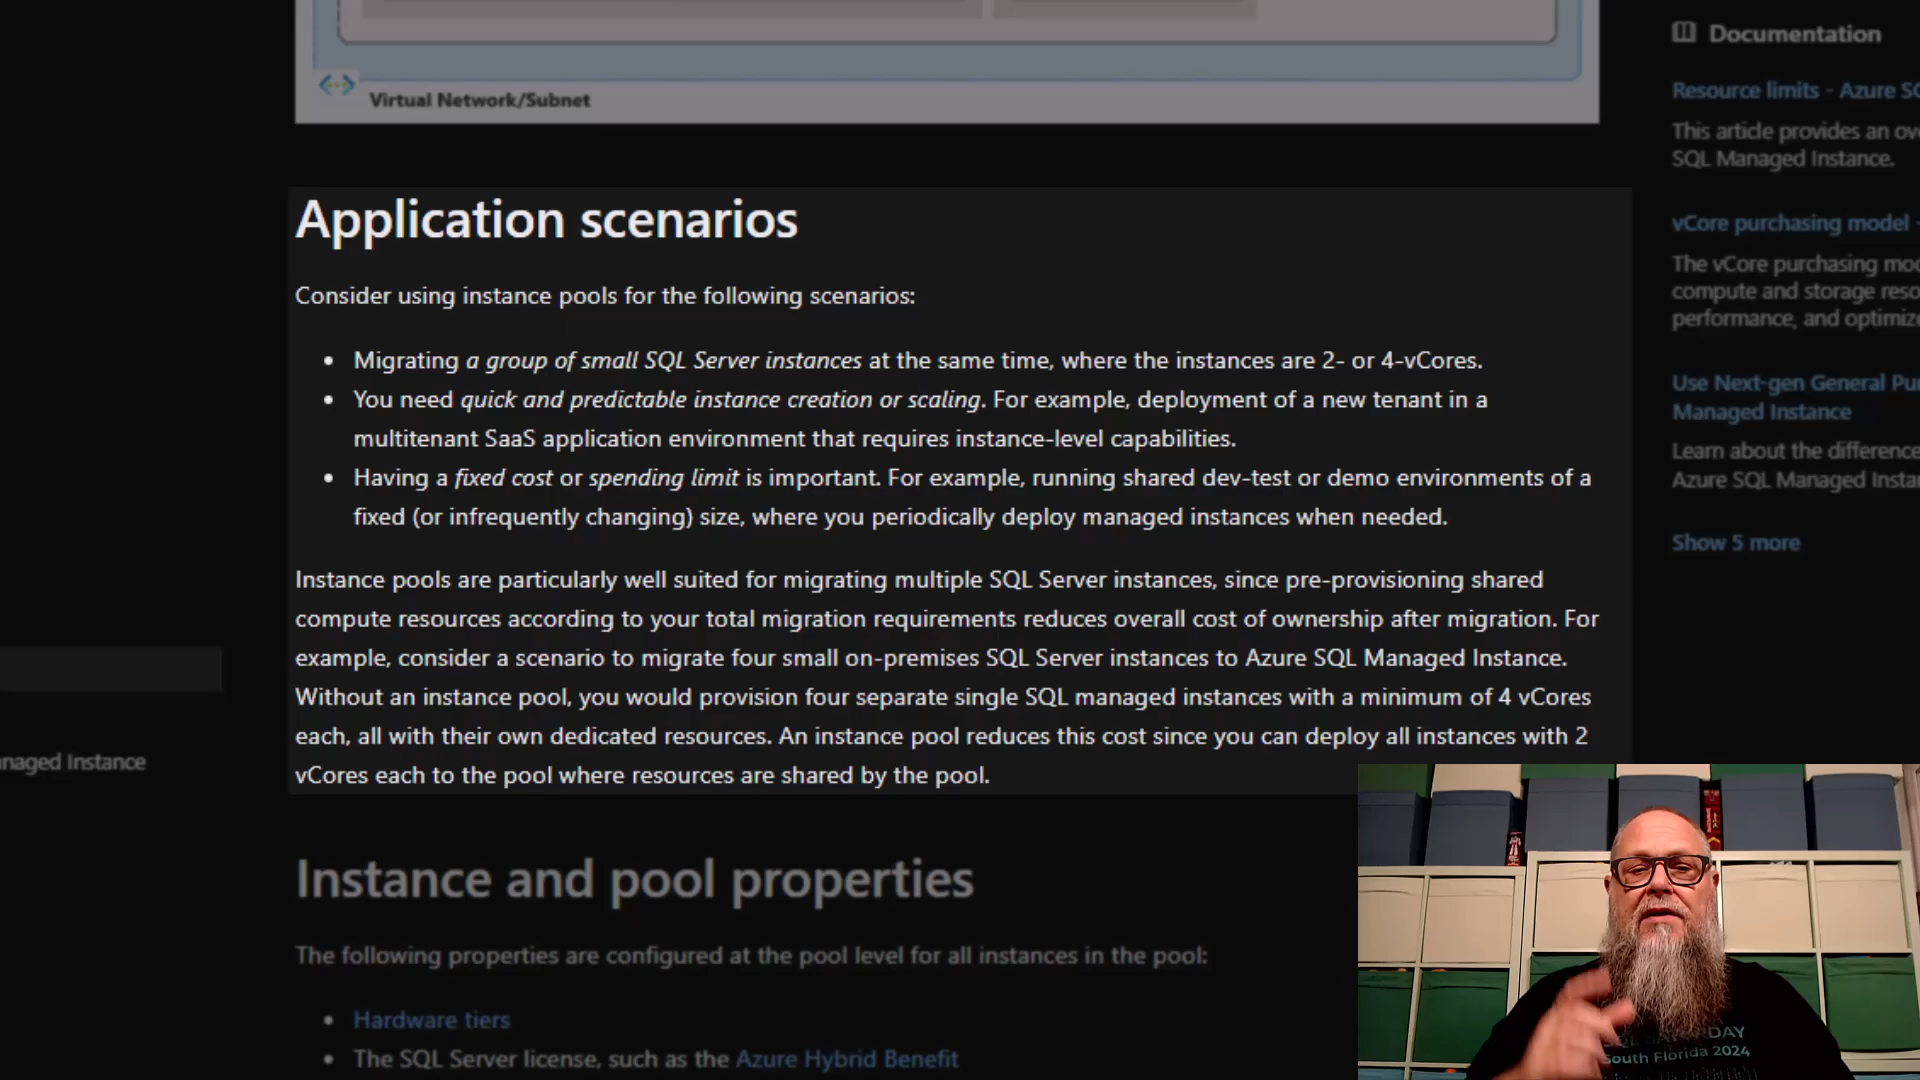 Virtual Network/Subnet
Documentation
Resource limits - Azure SQ
This article provides an ove
SQL Managed Instance.
vCore purchasing model -
The vCore purchasing mod
compute and storage reso
performance, and optimize
Use Next-gen General Pur
Managed Instance
Learn about the difference
Azure SQL Managed Instan
Show 5 more
Application scenarios
Consider using instance pools for the following scenarios:
• Migrating a group of small SQL Server instances at the same time, where the instances are 2- or 4-vCores.
• You need quick and predictable instance creation or scaling. For example, deployment of a new tenant in a
multitenant SaaS application environment that requires instance-level capabilities.
• Having a fixed cost or spending limit is important. For example, running shared dev-test or demo environments of a
fixed (or infrequently changing) size, where you periodically deploy managed instances when needed.
Instance pools are particularly well suited for migrating multiple SQL Server instances, since pre-provisioning shared
compute resources according to your total migration requirements reduces overall cost of ownership after migration. For
example, consider a scenario to migrate four small on-premises SQL Server instances to Azure SQL Managed Instance.
Without an instance pool, you would provision four separate single SQL managed instances with a minimum of 4 vCores
each, all with their own dedicated resources. An instance pool reduces this cost since you can deploy all instances with 2
vCores each to the pool where resources are shared by the pool.
anaged Instance
Instance and pool properties
The following properties are configured at the pool level for all instances in the pool:
• Hardware tiers
• The SQL Server license, such as the Azure Hybrid Benefit
SQL SATURDAY
South Florida 2024